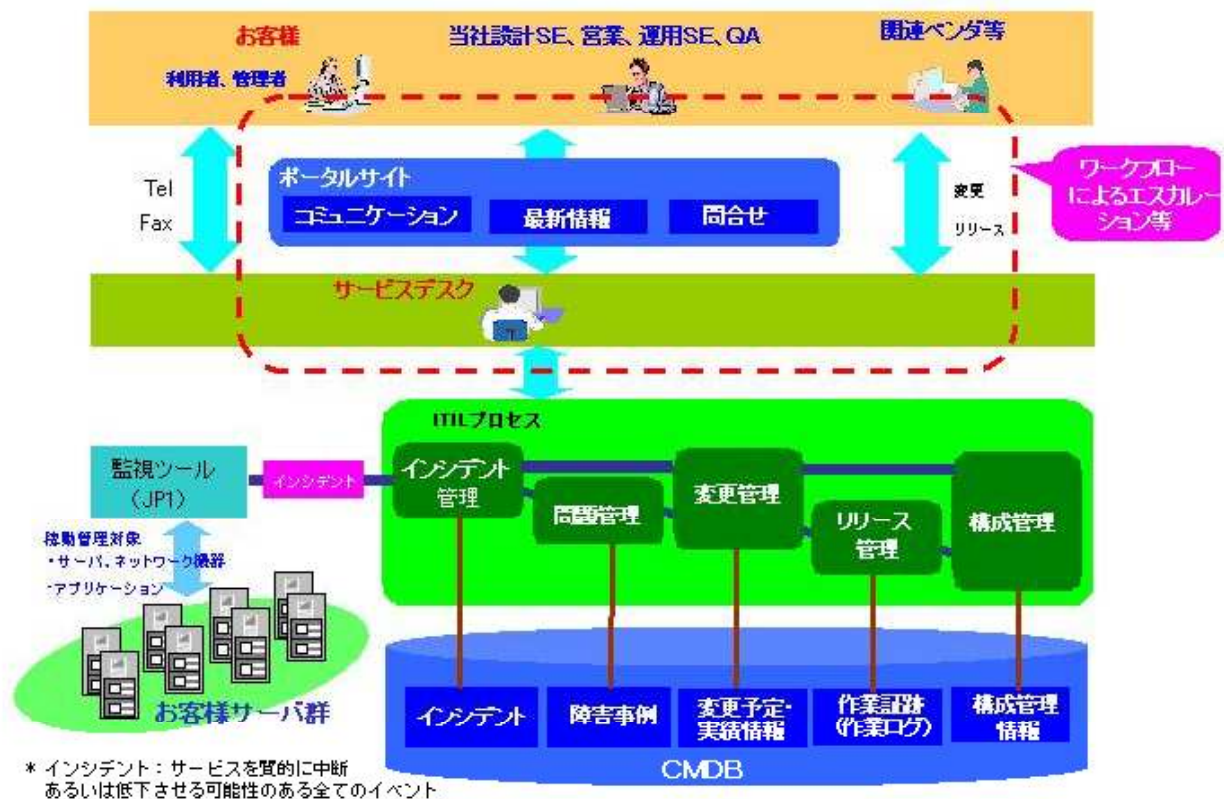 お客様
当社設計SE、営業、運用SE、QA
関連ベンダ等
利用者、管理者
Tel
Fax
ポータルサイト
コミュニケーション
最新情報
問合せ
変更
リリース
ワークフロー
によるエスカレー
ション等
サービスデスク
ITILプロセス
監視ツール
（JP1）
インシデント
インシデント
管理
問題管理
変更管理
リリース
管理
構成管理
稼動管理対象
・サーバ、ネットワーク機器
・アプリケーション
お客様サーバ群
インシデント
障害事例
変更予定・
実績情報
作業証跡
(作業ログ)
構成管理
情報
CMDB
* インシデント：サービスを質的に中断
あるいは低下させる可能性のある全てのイベント